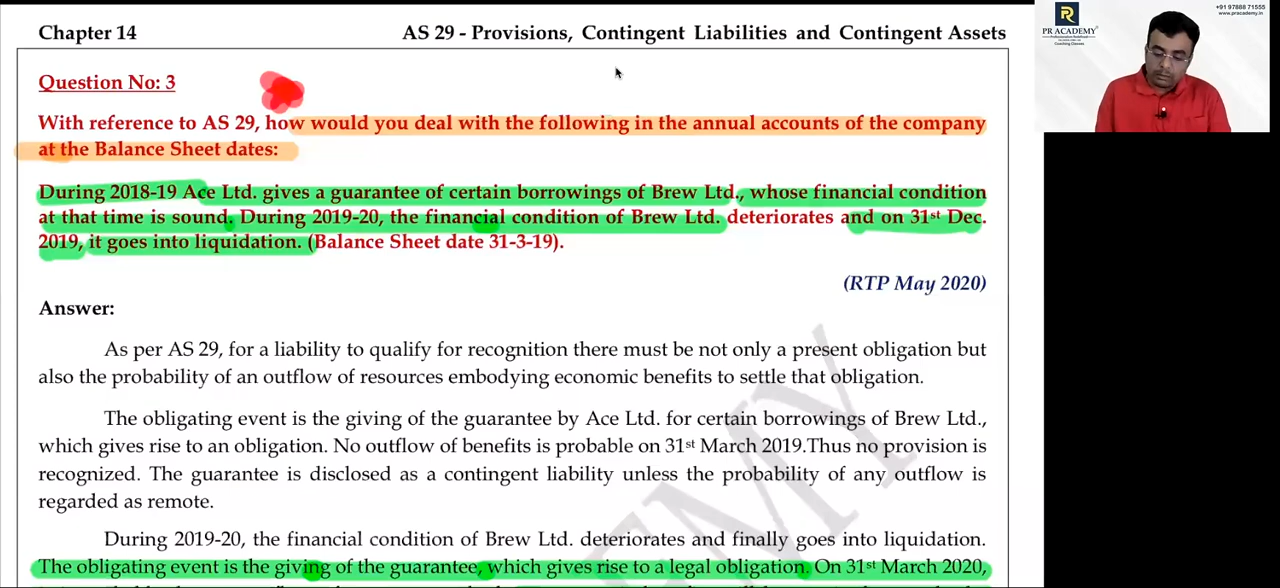 Chapter 14
AS 29 - Provisions, Contingent Liabilities and Contingent Assets
+91 97888 71555
www.pracademy.in
PR ACADEMY
Coaching Classes
Question No: 3
With reference to AS 29, how would you deal with the following in the annual accounts of the company
at the Balance Sheet dates:
During 2018-19 Ace Ltd. gives a guarantee of certain borrowings of Brew Ltd., whose financial condition
at that time is sound. During 2019-20, the financial condition of Brew Ltd. deteriorates and on 31st Dec.
2019, it goes into liquidation. (Balance Sheet date 31-3-19).
(RTP May 2020)
Answer:
As per AS 29, for a liability to qualify for recognition there must be not only a present obligation but
also the probability of an outflow of resources embodying economic benefits to settle that obligation.
The obligating event is the giving of the guarantee by Ace Ltd. for certain borrowings of Brew Ltd.,
which gives rise to an obligation. No outflow of benefits is probable on 31st March 2019.Thus no provision is
recognized. The guarantee is disclosed as a contingent liability unless the probability of any outflow is
regarded as remote.
During 2019-20, the financial condition of Brew Ltd. deteriorates and finally goes into liquidation.
The obligating event is the giving of the guarantee, which gives rise to a legal obligation. On 31st March 2020,